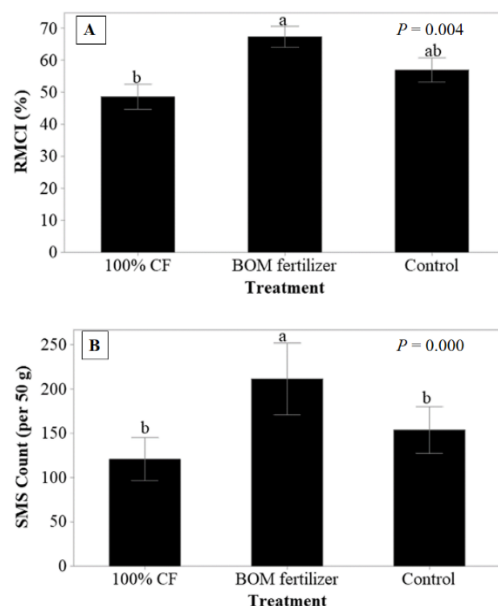 A
P = 0.004
RMCI (%)
70
60
50
40
30
20
10
0
b
a
ab
100% CF BOM fertilizer Control
Treatment
B
P = 0.000
SMS Count (per 50 g)
250
200
150
100
50
0
b
a
b
100% CF BOM fertilizer Control
Treatment